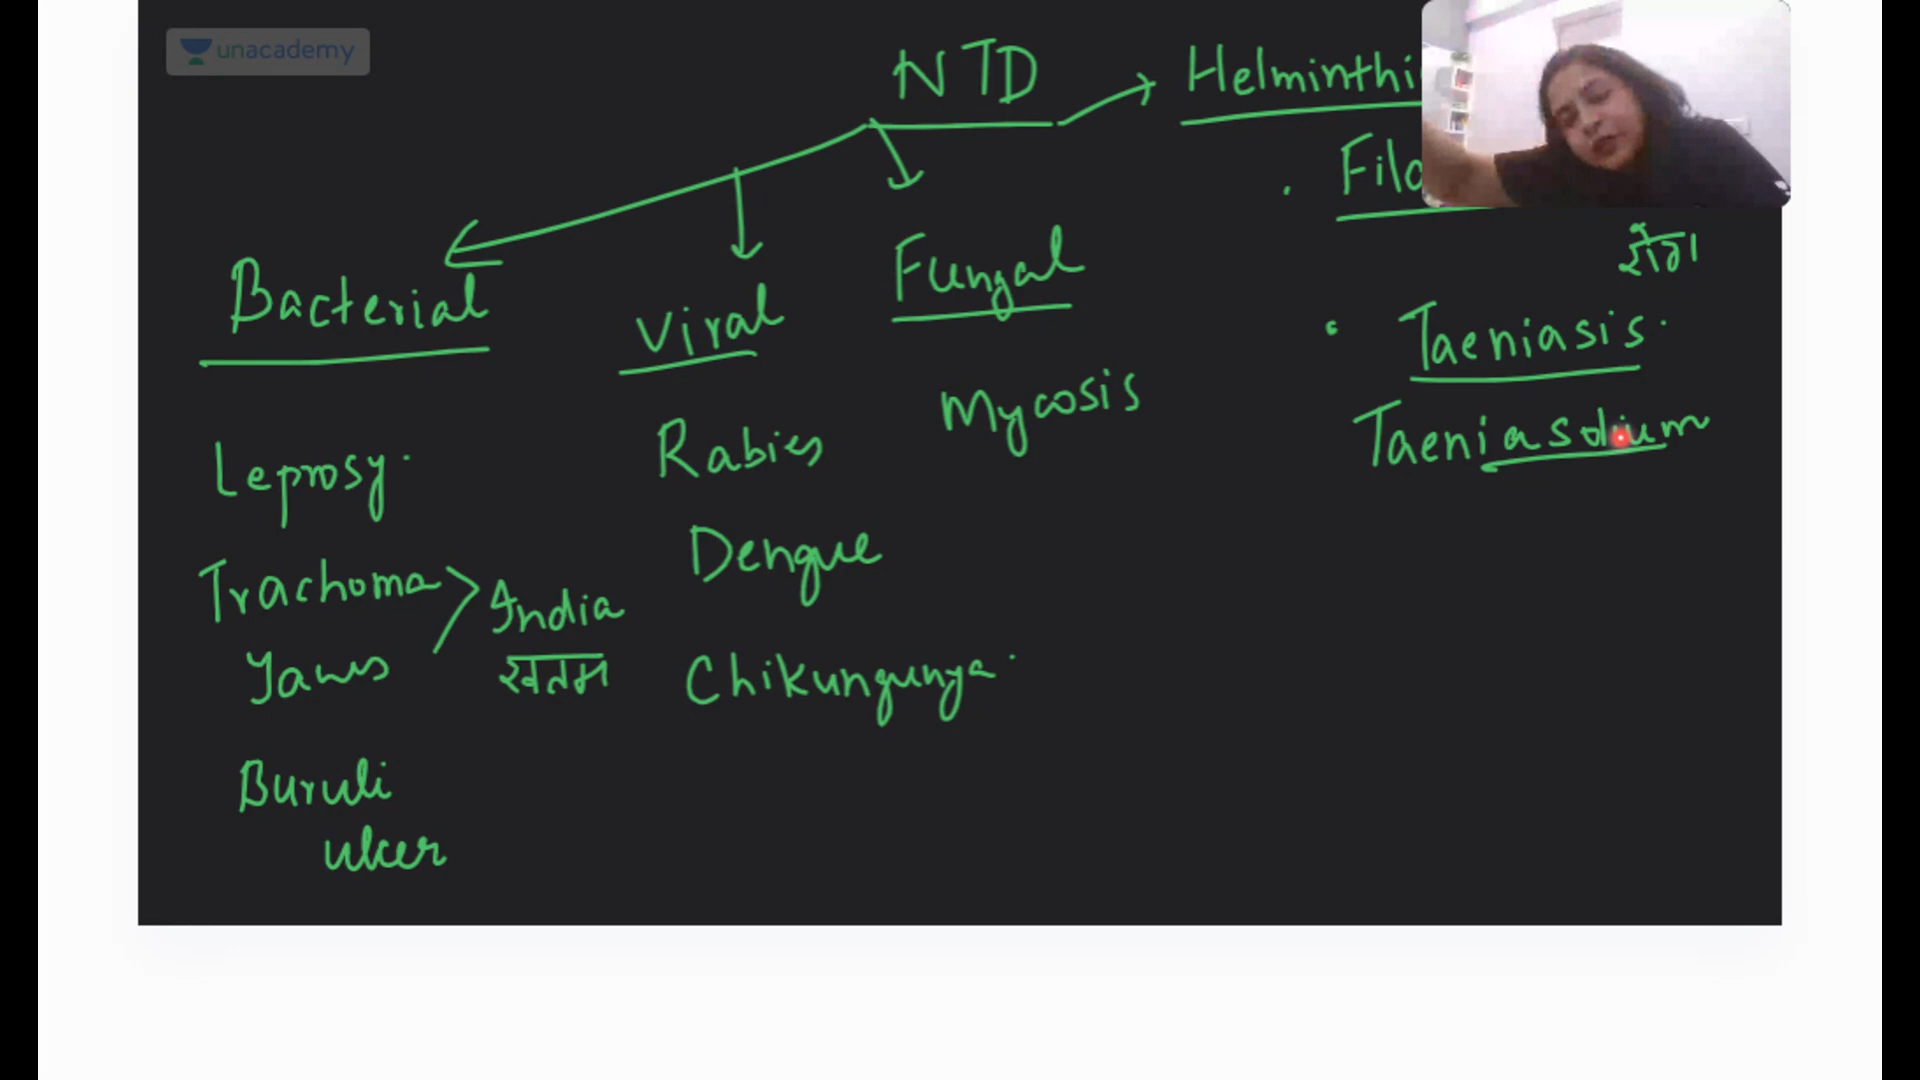 unacademy
NTD
Bacterial
Leprosy.
Trachoma
Yaws
India
खतम
Buruli
ulcer
Viral
Rabies
Dengue
Chikungunya.
Fungal
Mycosis
Helminthi
. Fila
रोग
• Taeniasis.
Taeniasolium